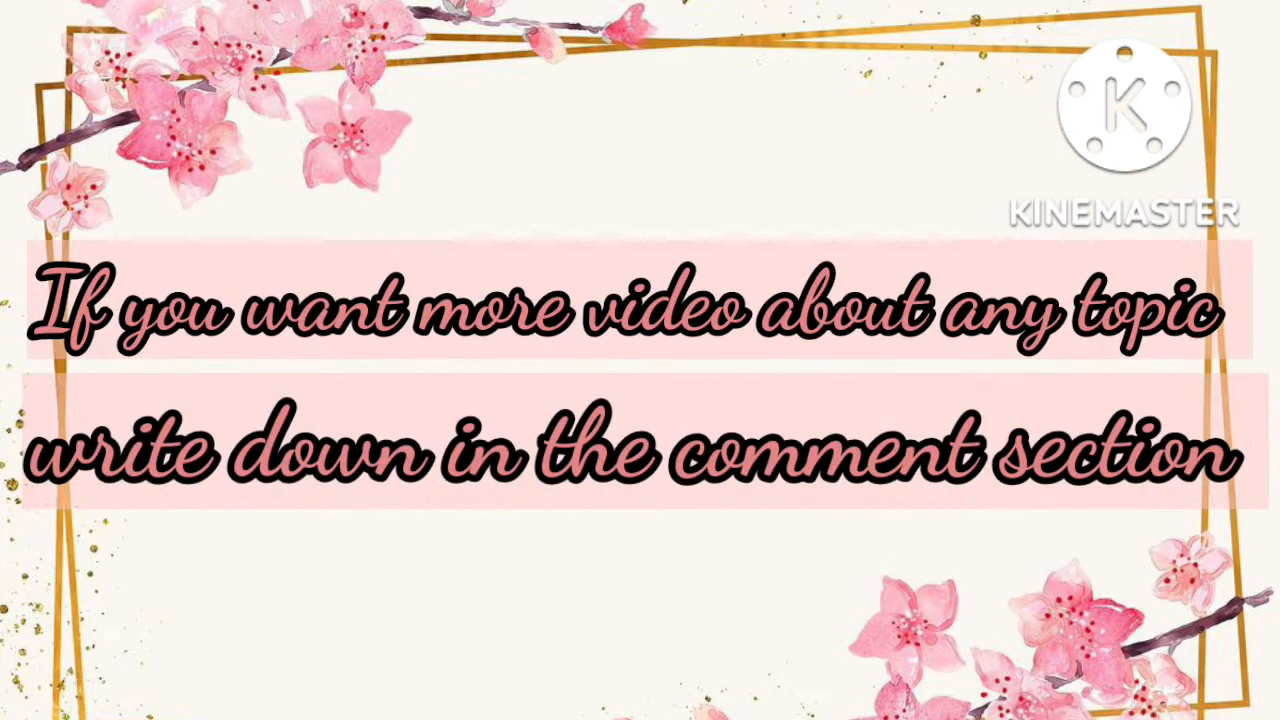 K
KINEMASTER
If you want more video about any topic
write down in the comment section